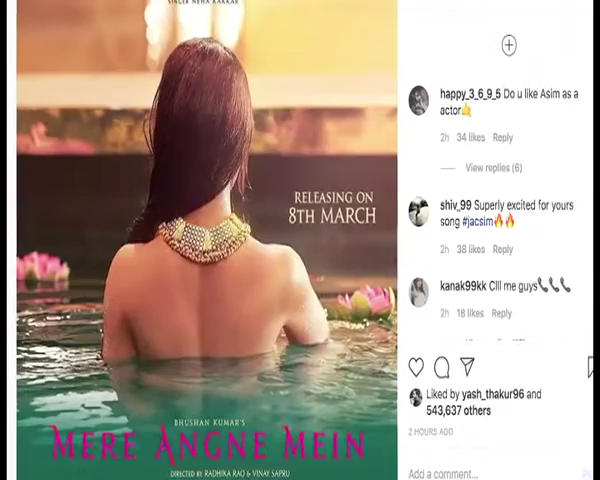 SINGER NEHA KAKKAR
RELEASING ON
8TH MARCH
BHUSHAN KUMAR'S
MERE ANGNE MEIN
DIRECTED BY RADHIKA RAO & VINAY SAPRU
happy_3_6_9_5 Do u like Asim as a
actor🤙
2h 34 likes Reply
View replies (6)
shiv_99 Superly excited for yours
song #jacsim🔥🔥
2h 38 likes Reply
kanak99kk Clll me guys📞📞📞
2h 18 likes Reply
Liked by yash_thakur96 and
543,637 others
2 HOURS AGO
Add a comment...